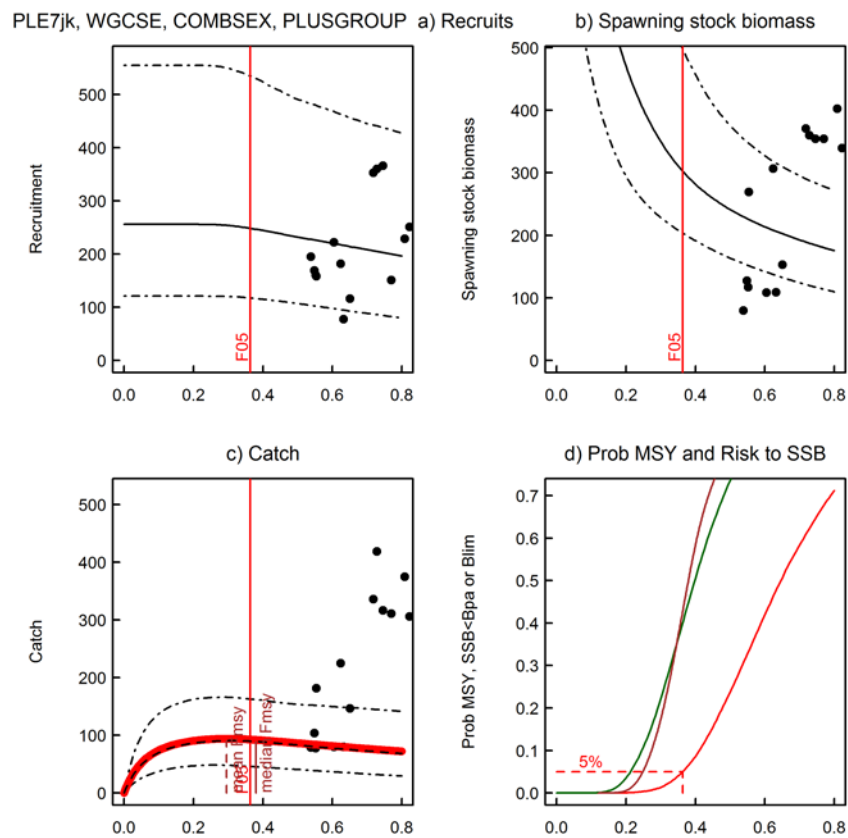 PLE7jk, WGCSE, COMBSEX, PLUSGROUP a) Recruits
b) Spawning stock biomass
Recruitment
500
400
300
200
100
0
F05
0.0 0.2 0.4 0.6 0.8
Spawning stock biomass
500
400
300
200
100
0
F05
0.0 0.2 0.4 0.6 0.8
c) Catch
d) Prob MSY and Risk to SSB
Catch
500
400
300
200
100
0
mean Fmsy
F05
median Fmsy
0.0 0.2 0.4 0.6 0.8
Prob MSY, SSB<Bpa or Blim
0.7
0.6
0.5
0.4
0.3
0.2
0.1
0.0
5%
0.0 0.2 0.4 0.6 0.8